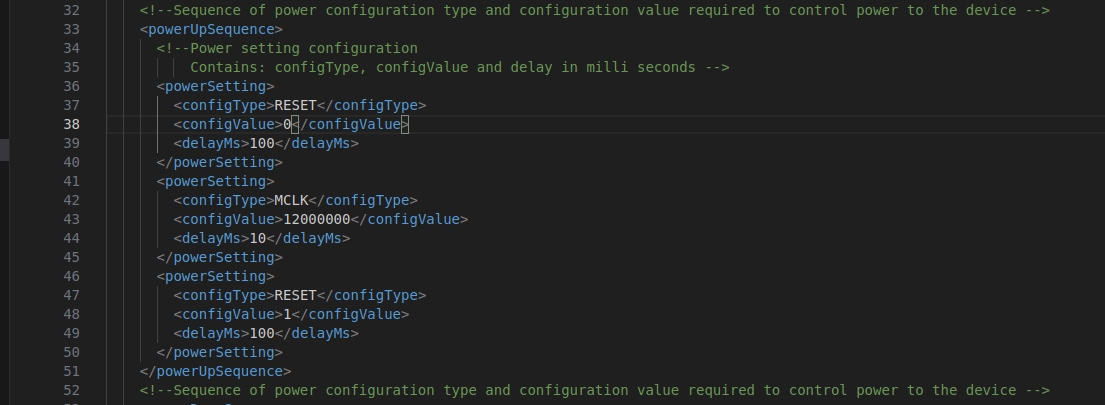 32 <!--Sequence of power configuration type and configuration value required to control power to the device -->
33 <powerUpSequence>
34 <!--Power setting configuration
35 Contains: configType, configValue and delay in milli seconds -->
36 <powerSetting>
37 <configType>RESET</configType>
38 <configValue>0</configValue>
39 <delayMs>100</delayMs>
40 </powerSetting>
41 <powerSetting>
42 <configType>MCLK</configType>
43 <configValue>12000000</configValue>
44 <delayMs>10</delayMs>
45 </powerSetting>
46 <powerSetting>
47 <configType>RESET</configType>
48 <configValue>1</configValue>
49 <delayMs>100</delayMs>
50 </powerSetting>
51 </powerUpSequence>
52 <!--Sequence of power configuration type and configuration value required to control power to the device -->